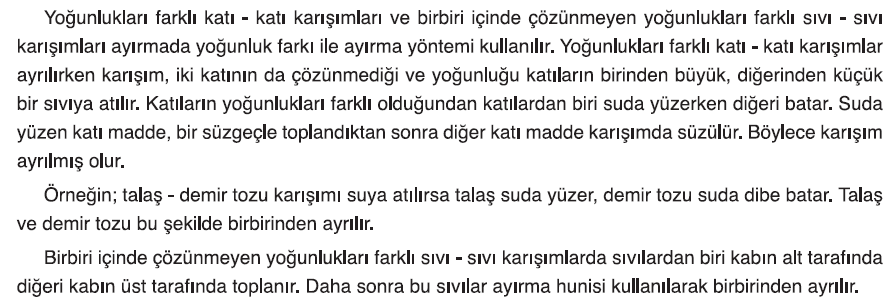 Yoğunlukları farklı katı - katı karışımları ve birbiri içinde çözünmeyen yoğunlukları farklı sıvı - sıvı
karışımları ayırmada yoğunluk farkı ile ayırma yöntemi kullanılır. Yoğunlukları farklı katı - katı karışımlar
ayrılırken karışım, iki katının da çözünmediği ve yoğunluğu katıların birinden büyük, diğerinden küçük
bir sıvıya atılır. Katıların yoğunlukları farklı olduğundan katılardan biri suda yüzerken diğeri batar. Suda
yüzen katı madde, bir süzgeçle toplandıktan sonra diğer katı madde karışımda süzülür. Böylece karışım
ayrılmış olur.
Örneğin; talaş - demir tozu karışımı suya atılırsa talaş suda yüzer, demir tozu suda dibe batar. Talaş
ve demir tozu bu şekilde birbirinden ayrılır.
Birbiri içinde çözünmeyen yoğunlukları farklı sıvı - sıvı karışımlarda sıvılardan biri kabın alt tarafında
diğeri kabın üst tarafında toplanır. Daha sonra bu sıvılar ayırma hunisi kullanılarak birbirinden ayrılır.